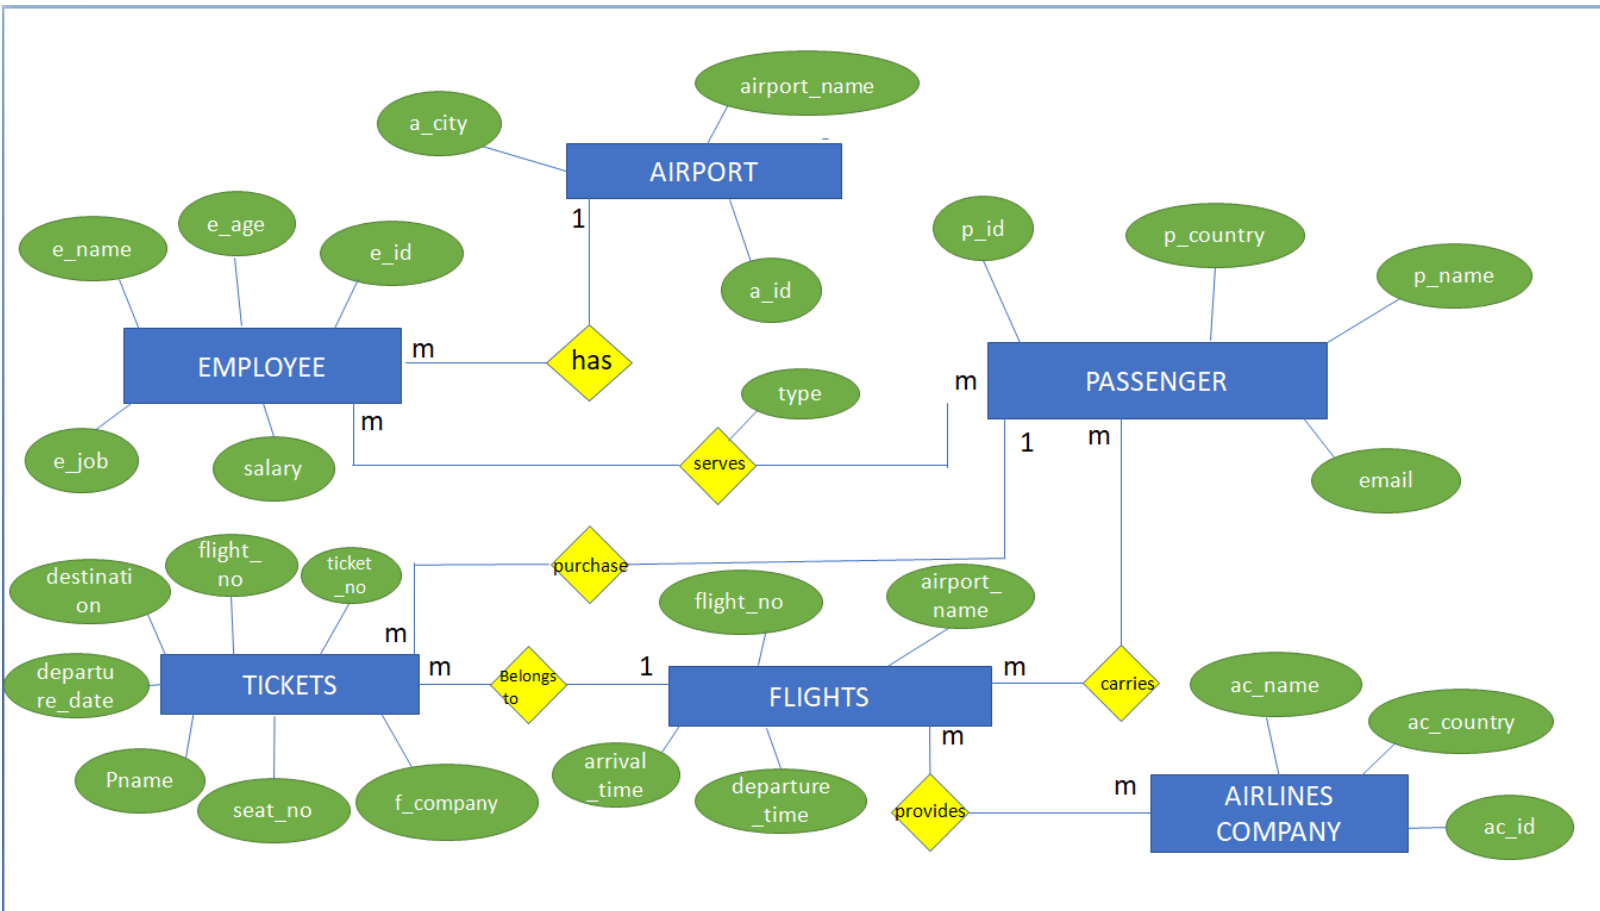 airport_name
a_city
AIRPORT
1
e_age
e_name
e_id
a_id
p_id
p_country
p_name
EMPLOYEE
m
has
m
type
m
PASSENGER
1
m
e_job
salary
serves
email
destinati
on
flight_
no
ticket
_no
purchase
flight_no
airport_
name
m
departu
re_date
TICKETS
m
Belongs
to
1
FLIGHTS
m
carries
ac_name
ac_country
m
Pname
seat_no
f_company
arrival
_time
departure
_time
provides
m
AIRLINES
COMPANY
ac_id